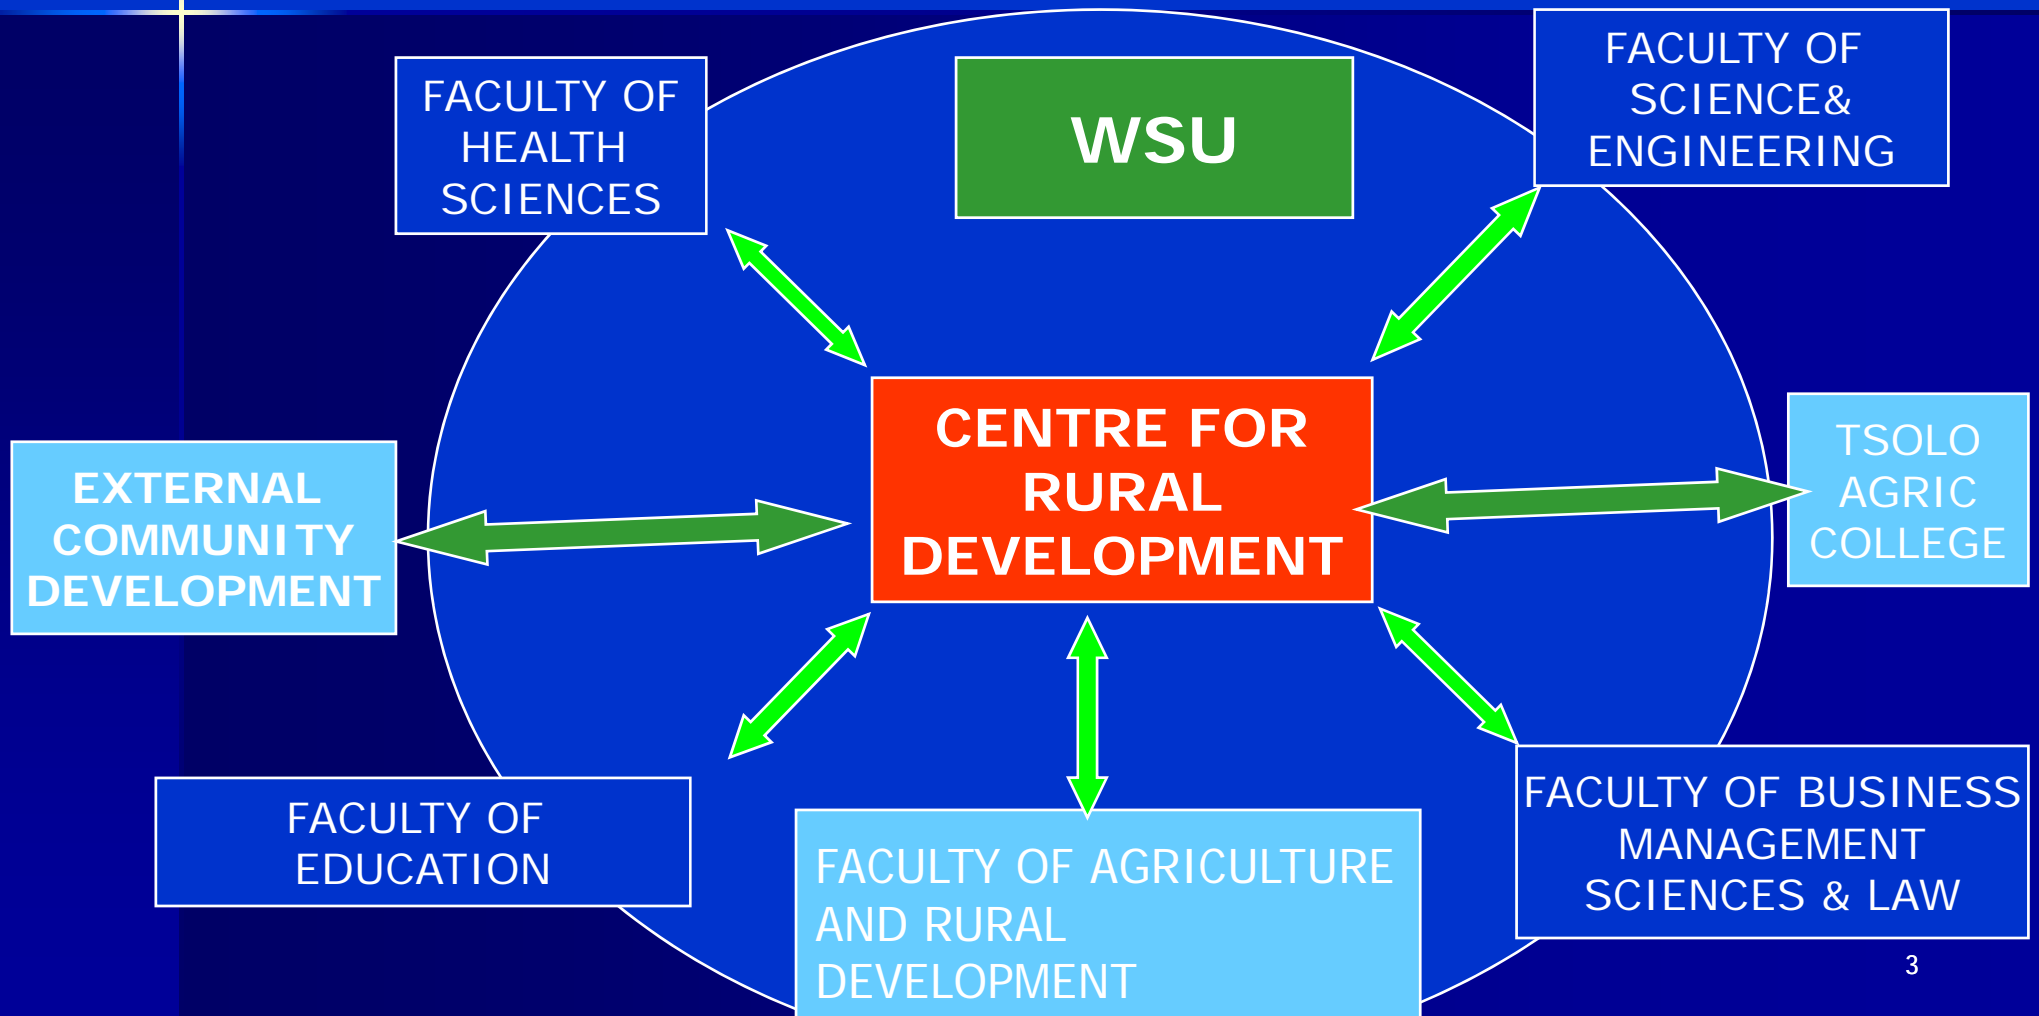 FACULTY OF
HEALTH
SCIENCES
WSU
FACULTY OF
SCIENCE&
ENGINEERING
EXTERNAL
COMMUNITY
DEVELOPMENT
CENTRE FOR
RURAL
DEVELOPMENT
TSOLO
AGRIC
COLLEGE
FACULTY OF
EDUCATION
FACULTY OF AGRICULTURE
AND RURAL
DEVELOPMENT
FACULTY OF BUSINESS
MANAGEMENT
SCIENCES & LAW
3